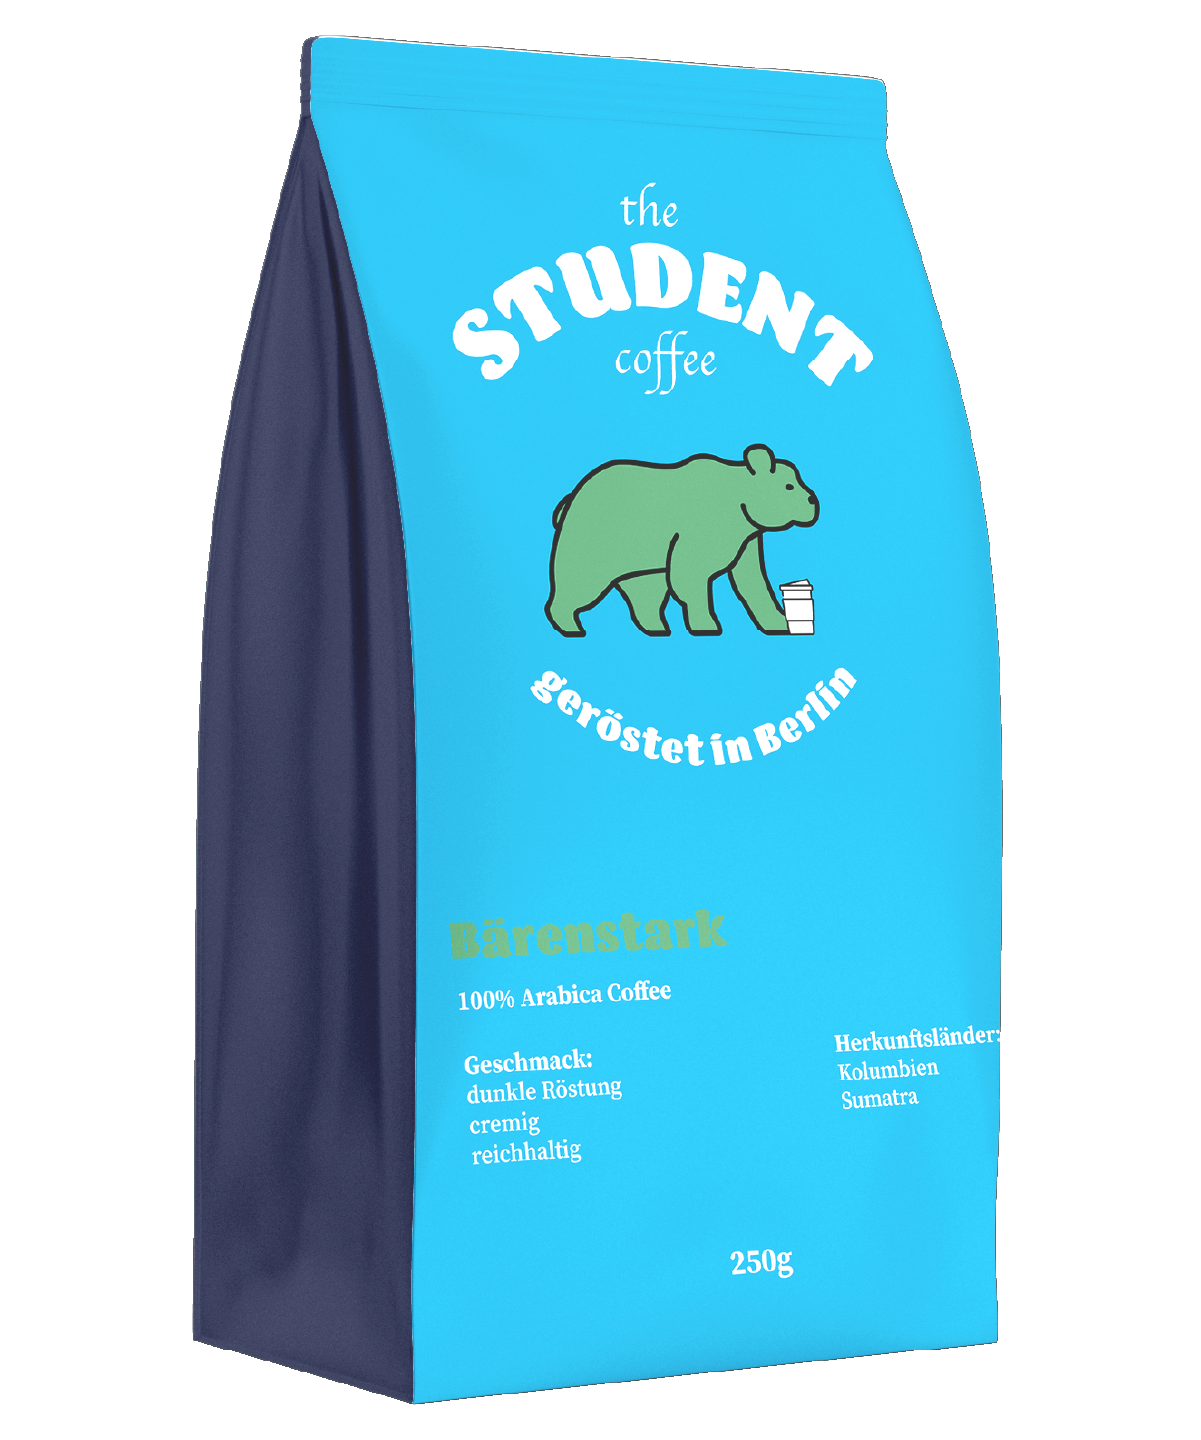 the
STUDENT
coffee
geröstet in Berlin
Bärenstark
100% Arabica Coffee
Geschmack:
dunkle Röstung
cremig
reichhaltig
Herkunftsländer:
Kolumbien
Sumatra
250g